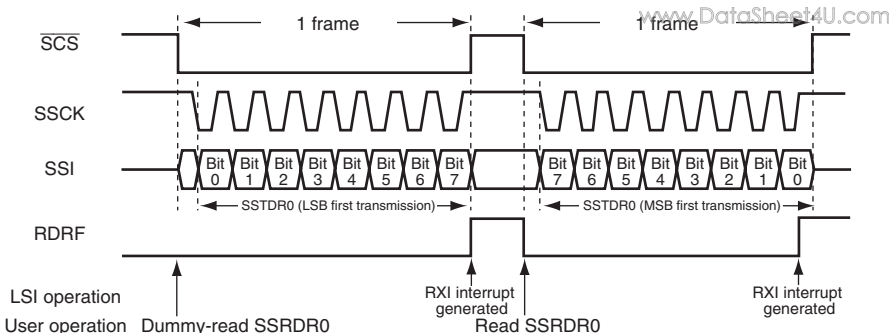 www.DataSheet4U.com
1 frame
1 frame
SCS
SSCK
SSI
Bit 0
Bit 1
Bit 2
Bit 3
Bit 4
Bit 5
Bit 6
Bit 7
Bit 7
Bit 6
Bit 5
Bit 4
Bit 3
Bit 2
Bit 1
Bit 0
SSTDR0 (LSB first transmission)
SSTDR0 (MSB first transmission)
RDRF
LSI operation
RXI interrupt
generated
RXI interrupt
generated
User operation
Dummy-read SSRDR0
Read SSRDR0